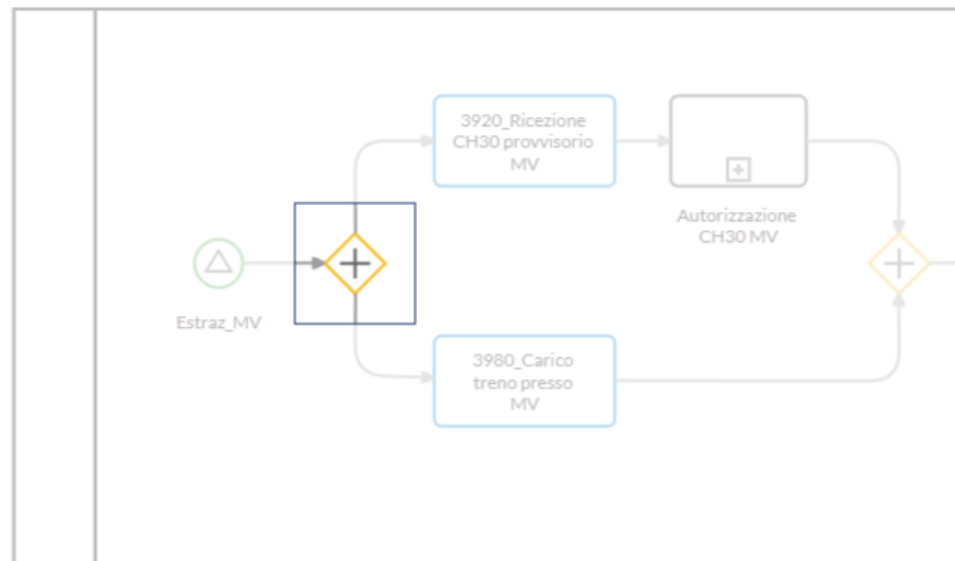 3920_Ricezione
CH30 provvisorio
MV
Autorizzazione
CH30 MV
Estraz_MV
3980_Carico
treno presso
MV